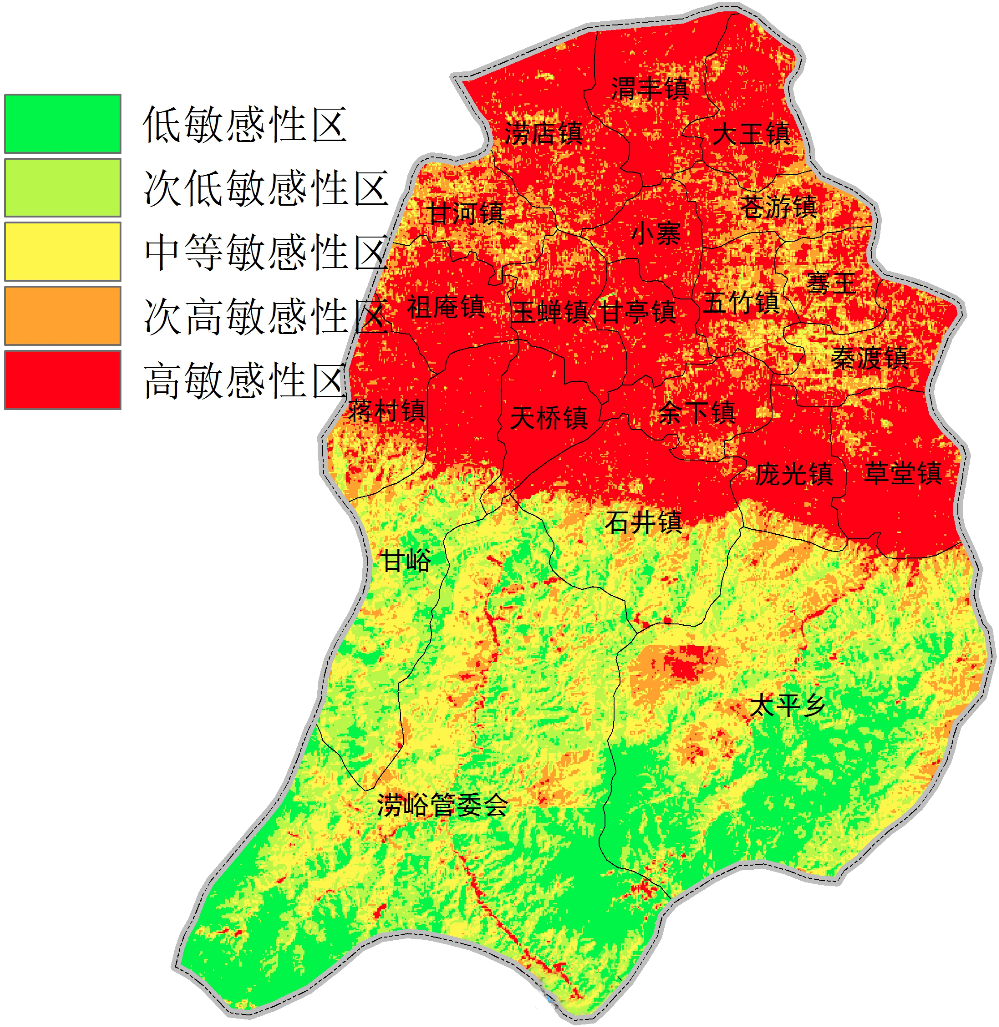 低敏感性区
次低敏感性区
中等敏感性区
次高敏感性区
高敏感性区
渭丰镇
涝店镇
大王镇
甘河镇
苍游镇
小寨
骞王
祖庵镇
玉蝉镇
甘亭镇
五竹镇
秦渡镇
蒋村镇
天桥镇
余下镇
庞光镇
草堂镇
石井镇
甘峪
太平乡
涝峪管委会